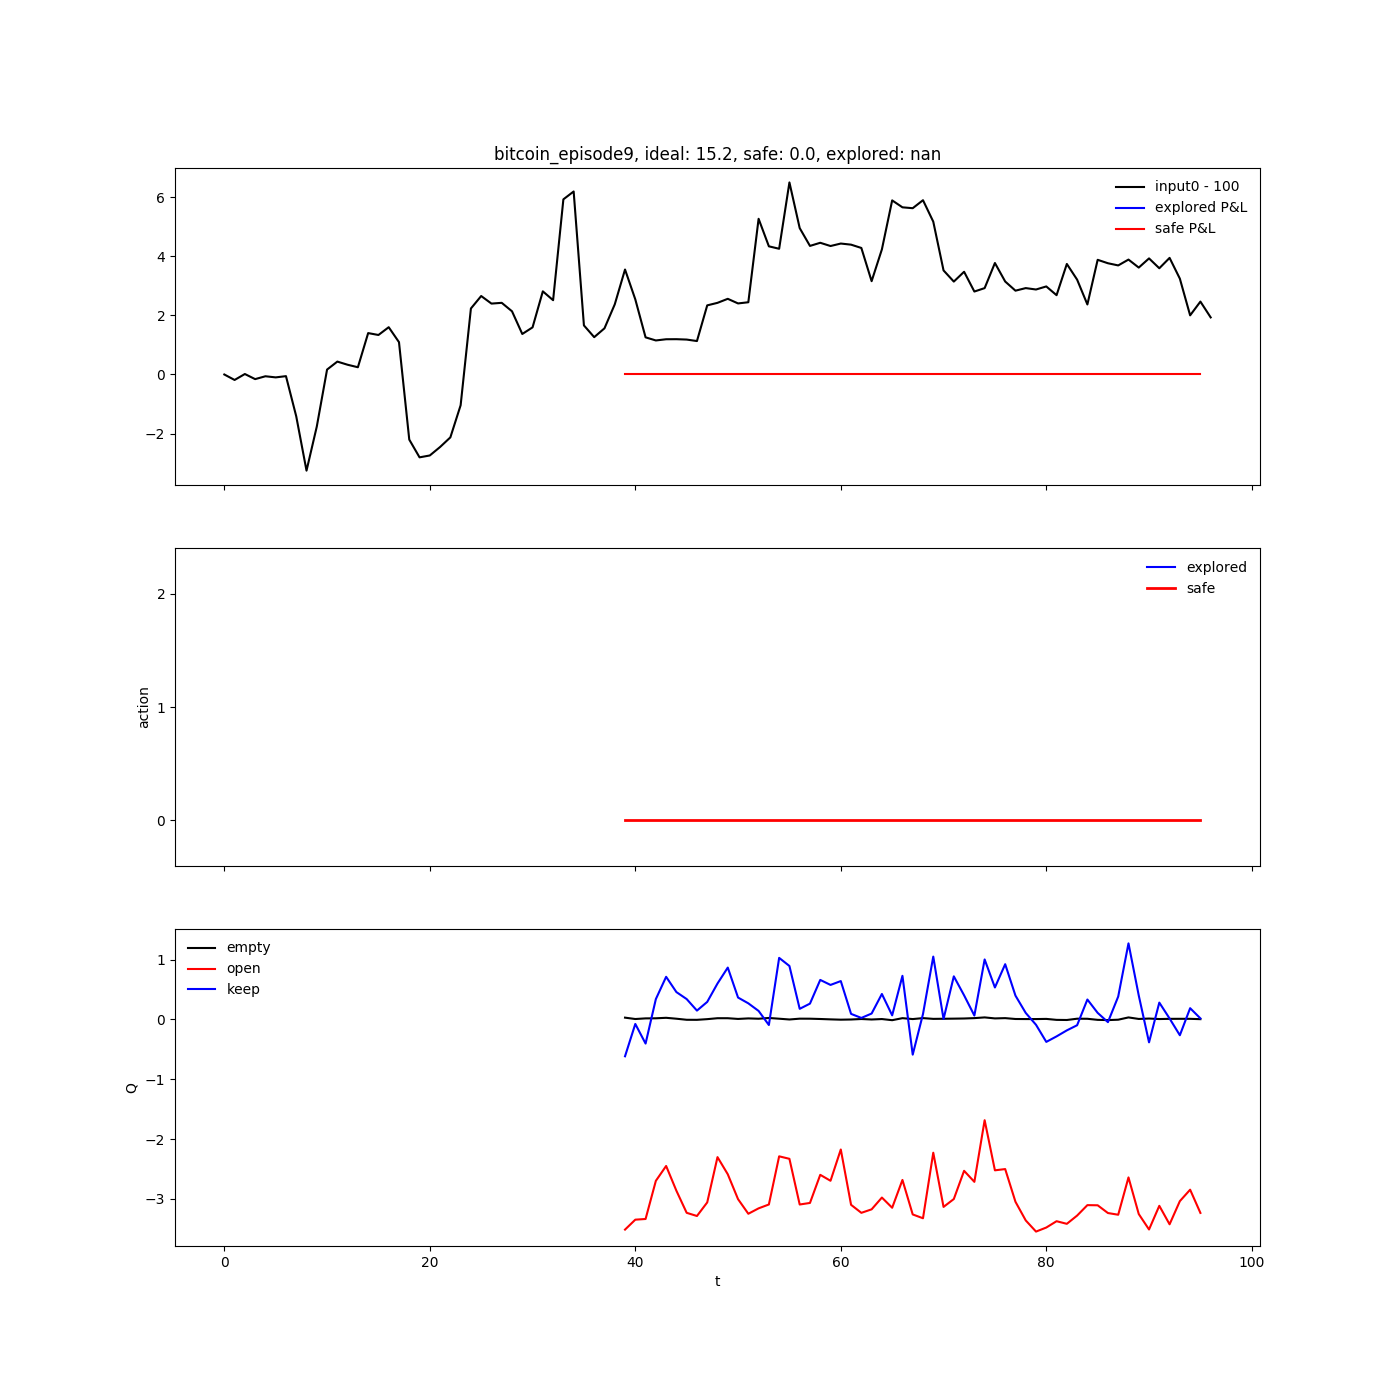 bitcoin_episode9, ideal: 15.2, safe: 0.0, explored: nan
6
4
2
0
−2
input0 - 100
explored P&L
safe P&L
2
1
0
action
explored
safe
1
0
−1
−2
−3
Q
empty
open
keep
0
20
40
60
80
100
t